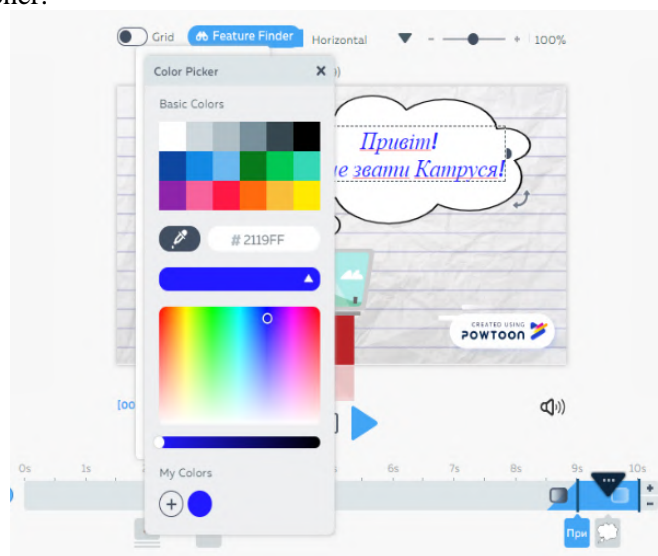 Grid
Feature Finder
Horizontal
100%
Color Picker
Basic Colors
Привіт!
звати Катруся!
# 2119FF
CREATED USING
POWTOON
[00
0s 1s 6s 7s 8s 9s 10s
My Colors
При